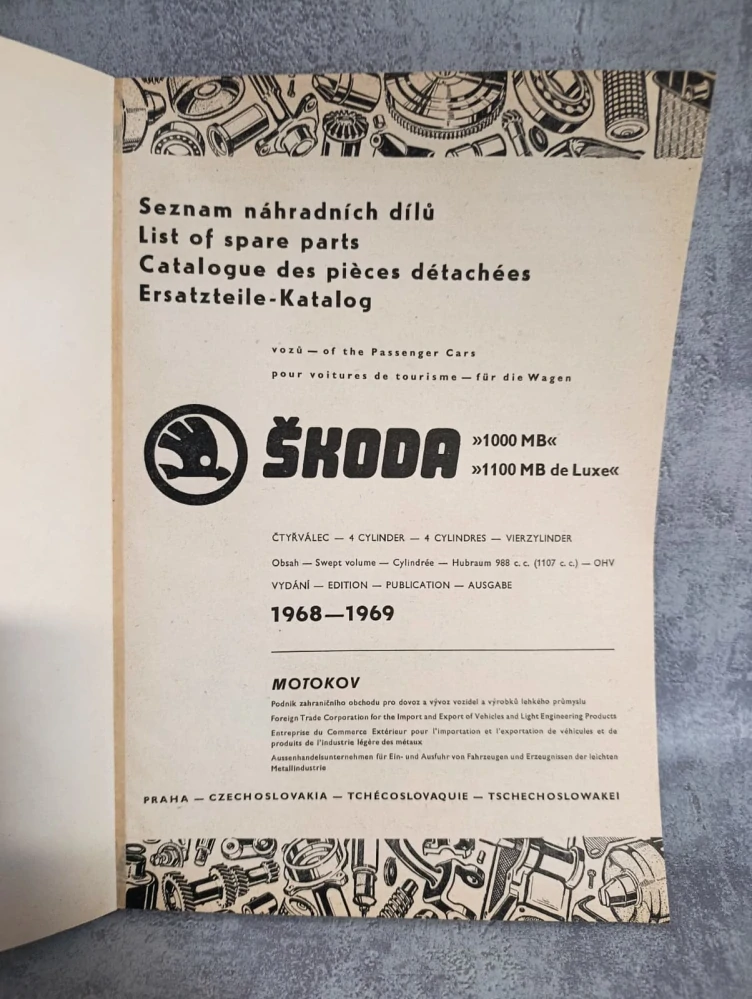 Seznam náhradních dílů
List of spare parts
Catalogue des pièces détachées
Ersatzteile-Katalog
vozů — of the Passenger Cars
pour voitures de tourisme — für die Wagen
ŠKODA »1000 MB«
»1100 MB de Luxe«
ČTYŘVÁLEC — 4 CYLINDER — 4 CYLINDRES — VIERZYLINDER
Obsah — Swept volume — Cylindrée — Hubraum 988 c. c. (1107 c. c.) — OHV
VYDÁNÍ — EDITION — PUBLICATION — AUSGABE
1968—1969
MOTOKOV
Podnik zahraničního obchodu pro dovoz a vývoz vozidel a výrobků lehkého průmyslu
Foreign Trade Corporation for the Import and Export of Vehicles and Light Engineering Products
Entreprise du Commerce Extérieur pour l'importation et l'exportation de véhicules et de
produits de l'industrie légére des métaux
Aussenhandelsunternehmen für Ein- und Ausfuhr von Fahrzeugen und Erzeugnissen der leichten
Metallindustrie
PRAHA — CZECHOSLOVAKIA — TCHÉCOSLOVAQUIE — TSCHECHOSLOWAKEI